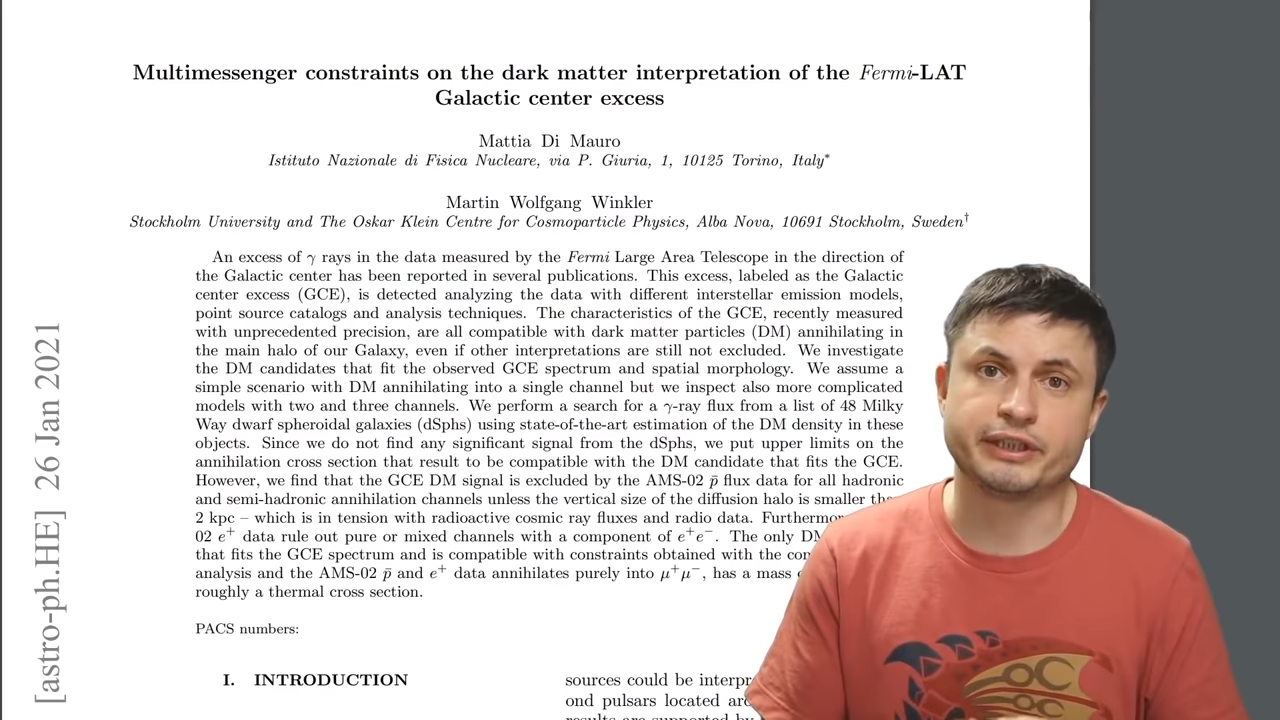 Multimessenger constraints on the dark matter interpretation of the Fermi-LAT
Galactic center excess
Mattia Di Mauro
Istituto Nazionale di Fisica Nucleare, via P. Giuria, 1, 10125 Torino, Italy*
Martin Wolfgang Winkler
Stockholm University and The Oskar Klein Centre for Cosmoparticle Physics, Alba Nova, 10691 Stockholm, Sweden†
An excess of γ rays in the data measured by the Fermi Large Area Telescope in the direction of
the Galactic center has been reported in several publications. This excess, labeled as the Galactic
center excess (GCE), is detected analyzing the data with different interstellar emission models,
point source catalogs and analysis techniques. The characteristics of the GCE, recently measured
with unprecedented precision, are all compatible with dark matter particles (DM) annihilating in
the main halo of our Galaxy, even if other interpretations are still not excluded. We investigate
the DM candidates that fit the observed GCE spectrum and spatial morphology. We assume a
simple scenario with DM annihilating into a single channel but we inspect also more complicated
models with two and three channels. We perform a search for a γ-ray flux from a list of 48 Milky
Way dwarf spheroidal galaxies (dSphs) using state-of-the-art estimation of the DM density in these
objects. Since we do not find any significant signal from the dSphs, we put upper limits on the
annihilation cross section that result to be compatible with the DM candidate that fits the GCE.
However, we find that the GCE DM signal is excluded by the AMS-02 p̄ flux data for all hadronic
and semi-hadronic annihilation channels unless the vertical size of the diffusion halo is smaller
2 kpc – which is in tension with radioactive cosmic ray fluxes and radio data.
02 e⁺ data rule out pure or mixed channels with a component of e⁺e⁻. The only
that fits the GCE spectrum and is compatible with constraints obtained with the
analysis and the AMS-02 p̄ and e⁺ data annihilates purely into μ⁺μ⁻, has a mass
roughly a thermal cross section.
PACS numbers:
I. INTRODUCTION
sources could be
ond pulsars located
results are supported by
[astro-ph.HE] 26 Jan 2021